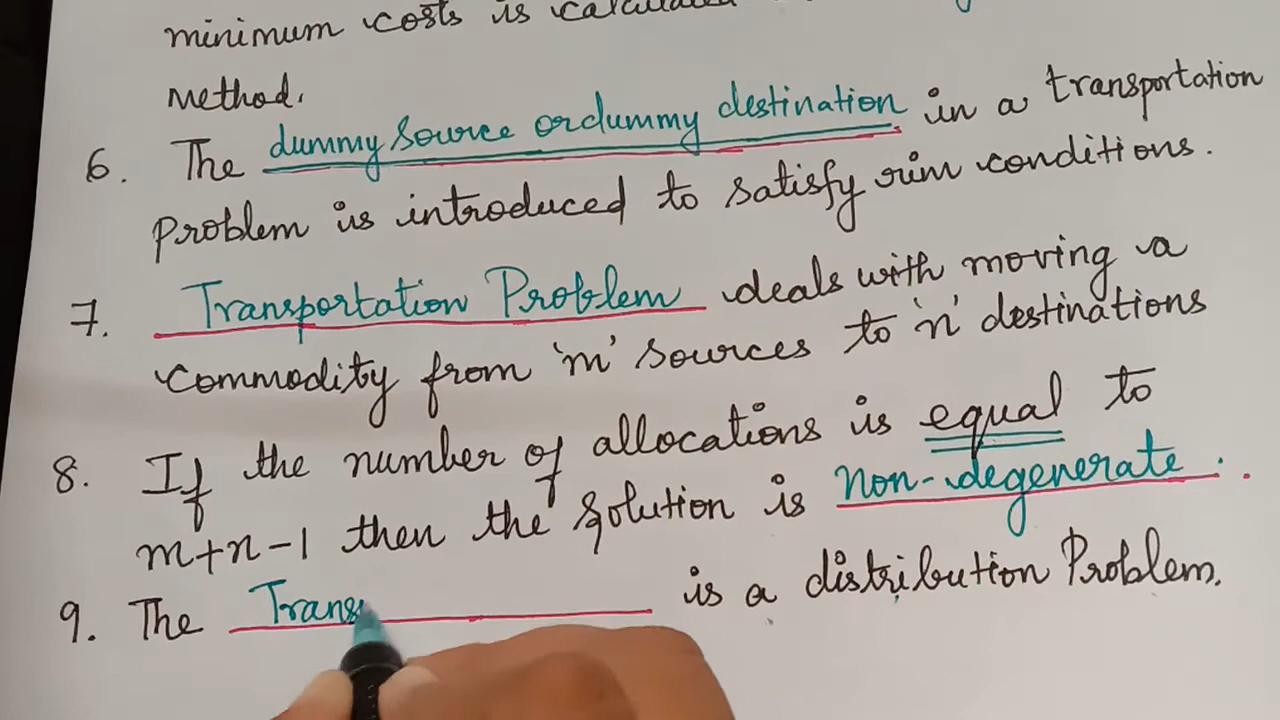 minimum costs is calculated
method.
6. The dummy source or dummy destination in a transportation
Problem is introduced to satisfy rim conditions.
7. Transportation Problem deals with moving a
commodity from 'm' sources to 'n' destinations
8. If the number of allocations is equal to
m+n-1 then the solution is non-degenerate.
9. The Trans is a distribution Problem.